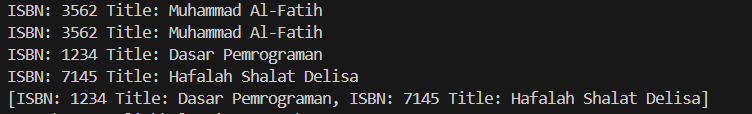 ISBN: 3562 Title: Muhammad Al-Fatih
ISBN: 3562 Title: Muhammad Al-Fatih
ISBN: 1234 Title: Dasar Pemrograman
ISBN: 7145 Title: Hafalah Shalat Delisa
[ISBN: 1234 Title: Dasar Pemrograman, ISBN: 7145 Title: Hafalah Shalat Delisa]